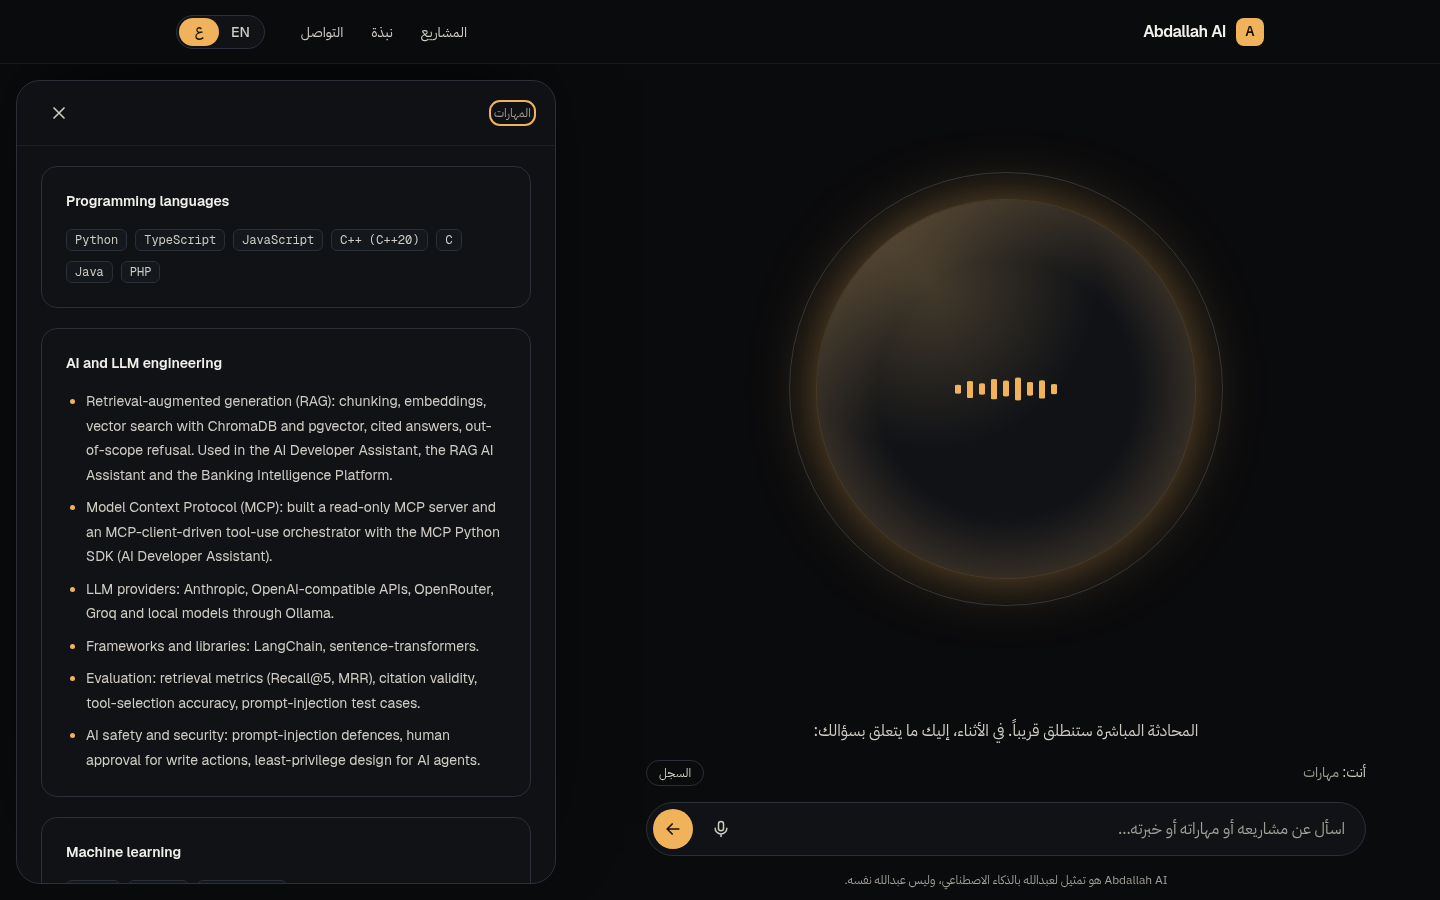 Abdallah AI
A
المشاريع
نبذة
التواصل
EN
ع
المهارات
Programming languages
Python TypeScript JavaScript C++ (C++20) C
Java PHP
AI and LLM engineering
Retrieval-augmented generation (RAG): chunking, embeddings,
vector search with ChromaDB and pgvector, cited answers, out-
of-scope refusal. Used in the AI Developer Assistant, the RAG AI
Assistant and the Banking Intelligence Platform.
Model Context Protocol (MCP): built a read-only MCP server and
an MCP-client-driven tool-use orchestrator with the MCP Python
SDK (AI Developer Assistant).
LLM providers: Anthropic, OpenAI-compatible APIs, OpenRouter,
Groq and local models through Ollama.
Frameworks and libraries: LangChain, sentence-transformers.
Evaluation: retrieval metrics (Recall@5, MRR), citation validity,
tool-selection accuracy, prompt-injection test cases.
AI safety and security: prompt-injection defences, human
approval for write actions, least-privilege design for AI agents.
Machine learning
المحادثة المباشرة ستنطلق قريباً. في الأثناء، إليك ما يتعلق بسؤالك:
أنت: مهارات
السجل
اسأل عن مشاريعه أو مهاراته أو خبرته...
Abdallah AI هو تمثيل لعبدالله بالذكاء الاصطناعي، وليس عبدالله نفسه.